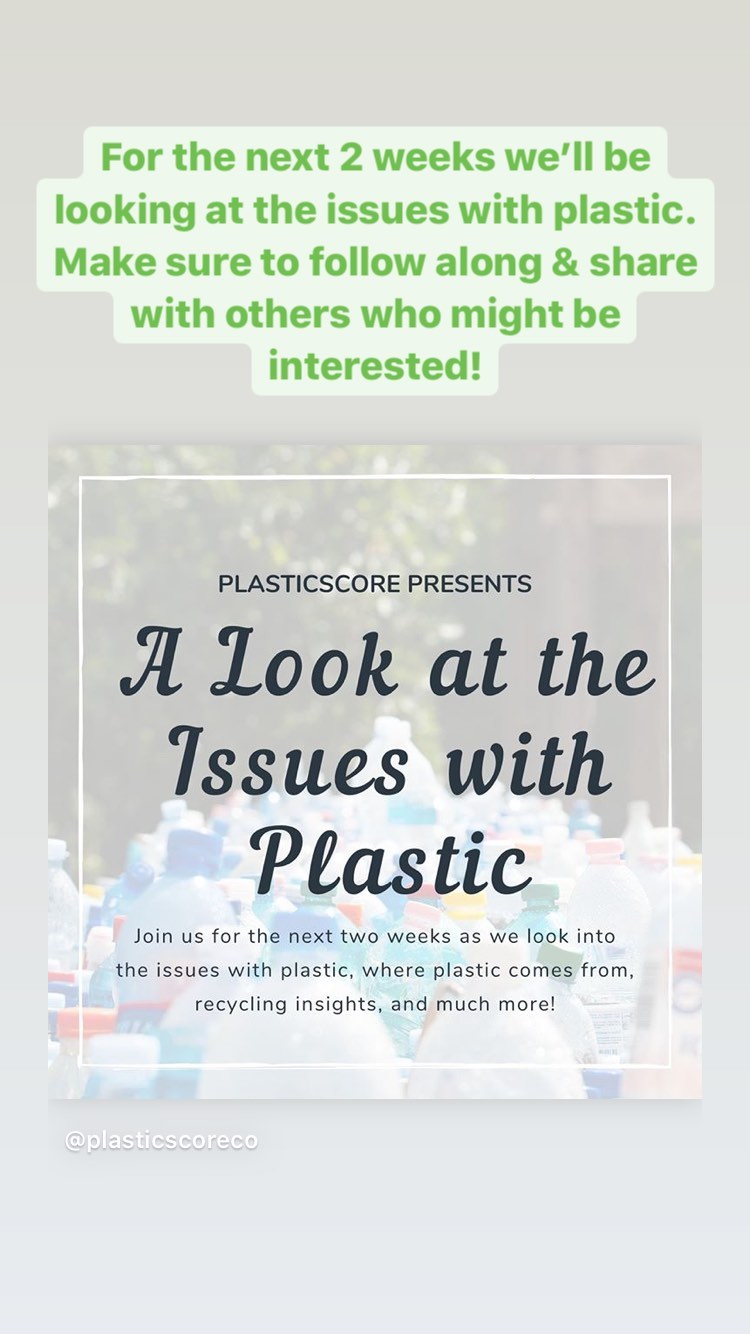 For the next 2 weeks we’ll be
looking at the issues with plastic.
Make sure to follow along & share
with others who might be
interested!
PLASTICSCORE PRESENTS
A Look at the
Issues with
Plastic
Join us for the next two weeks as we look into
the issues with plastic, where plastic comes from,
recycling insights, and much more!
@plasticscoreco